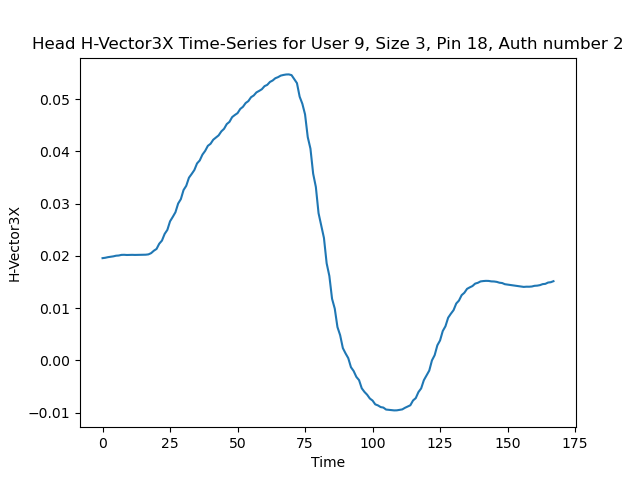 Head H-Vector3X Time-Series for User 9, Size 3, Pin 18, Auth number 2
H-Vector3X
0.05
0.04
0.03
0.02
0.01
0.00
−0.01
0 25 50 75 100 125 150 175
Time